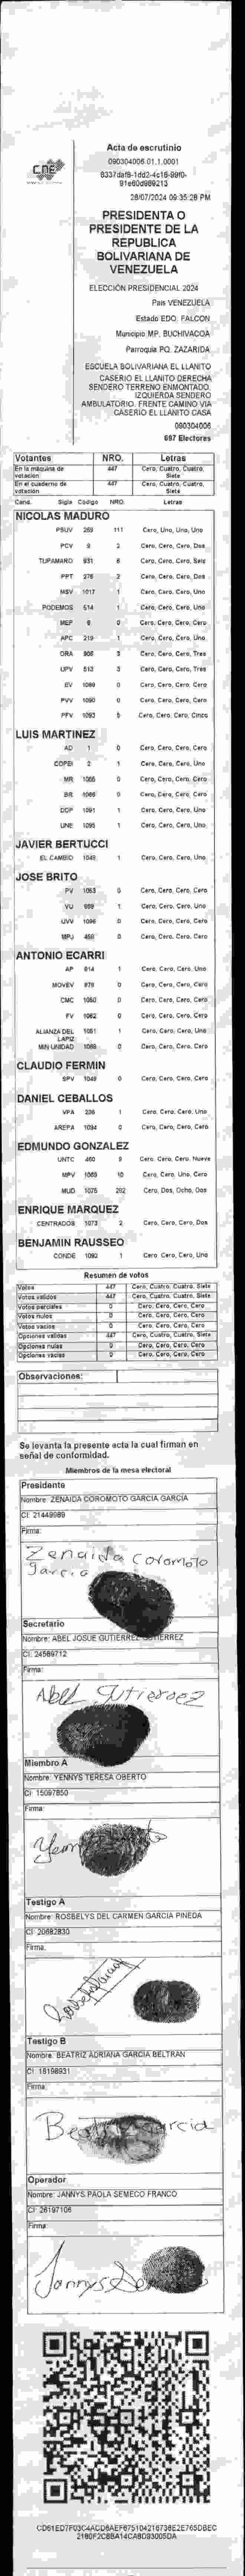 CNE
Acta de escrutinio
090304006.01.1.0001
8337daf8-1dd2-4c16-99f0-
91e60d989213
28/07/2024 09:35:28 PM
PRESIDENTA O
PRESIDENTE DE LA
REPUBLICA
BOLIVARIANA DE
VENEZUELA
ELECCIÓN PRESIDENCIAL 2024
Pais VENEZUELA
Estado EDO. FALCON
Municipio MP. BUCHIVACOA
Parroquia PQ. ZAZARIDA
ESCUELA BOLIVARIANA EL LLANITO
CASERIO EL LLANITO DERECHA
SENDERO TERRENO ENMONTADO.
IZQUIERDA SENDERO
AMBULATORIO. FRENTE CAMINO VIA
CASERIO EL LLANITO CASA
090304006
697 Electores
Votantes NRO. Letras
En la máquina de votación 447 Cero, Cuatro, Cuatro, Siete
En el cuaderno de votación 447 Cero, Cuatro, Cuatro, Siete
Cand. Sigla Código NRO. Letras
NICOLAS MADURO
PSUV 253 111 Cero, Uno, Uno, Uno
PCV 9 2 Cero, Cero, Cero, Dos
TUPAMARO 931 6 Cero, Cero, Cero, Seis
PPT 276 2 Cero, Cero, Cero, Dos
MSV 1017 1 Cero, Cero, Cero, Uno
PODEMOS 514 1 Cero, Cero, Cero, Uno
MEP 6 0 Cero, Cero, Cero, Cero
APC 219 1 Cero, Cero, Cero, Uno
ORA 906 3 Cero, Cero, Cero, Tres
UPV 512 3 Cero, Cero, Cero, Tres
EV 1089 0 Cero, Cero, Cero, Cero
PVV 1090 0 Cero, Cero, Cero, Cero
PFV 1093 5 Cero, Cero, Cero, Cinco
LUIS MARTINEZ
AD 1 0 Cero, Cero, Cero, Cero
COPEI 2 1 Cero, Cero, Cero, Uno
MR 1055 0 Cero, Cero, Cero, Cero
BR 1066 0 Cero, Cero, Cero, Cero
DDP 1091 1 Cero, Cero, Cero, Uno
UNE 1095 1 Cero, Cero, Cero, Uno
JAVIER BERTUCCI
EL CAMBIO 1049 1 Cero, Cero, Cero, Uno
JOSE BRITO
PV 1053 0 Cero, Cero, Cero, Cero
VU 959 1 Cero, Cero, Cero, Uno
UVV 1096 0 Cero, Cero, Cero, Cero
MPJ 459 0 Cero, Cero, Cero, Cero
ANTONIO ECARRI
AP 814 1 Cero, Cero, Cero, Uno
MOVEV 978 0 Cero, Cero, Cero, Cero
CMC 1050 0 Cero, Cero, Cero, Cero
FV 1062 0 Cero, Cero, Cero, Cero
ALIANZA DEL LAPIZ 1051 1 Cero, Cero, Cero, Uno
MIN UNIDAD 1086 0 Cero, Cero, Cero, Cero
CLAUDIO FERMIN
SPV 1049 0 Cero, Cero, Cero, Cero
DANIEL CEBALLOS
VPA 236 1 Cero, Cero, Cero, Uno
AREPA 1094 0 Cero, Cero, Cero, Cero
EDMUNDO GONZALEZ
UNTC 460 9 Cero, Cero, Cero, Nueve
MPV 1069 10 Cero, Cero, Uno, Cero
MUD 1075 282 Cero, Dos, Ocho, Dos
ENRIQUE MARQUEZ
CENTRADOS 1073 2 Cero, Cero, Cero, Dos
BENJAMIN RAUSSEO
CONDE 1092 1 Cero, Cero, Cero, Uno
Resumen de votos
Votos 447 Cero, Cuatro, Cuatro, Siete
Votos validos 447 Cero, Cuatro, Cuatro, Siete
Votos parciales 0 Cero, Cero, Cero, Cero
Votos nulos 0 Cero, Cero, Cero, Cero
Votos vacios 0 Cero, Cero, Cero, Cero
Opciones validas 447 Cero, Cuatro, Cuatro, Siete
Opciones nulas 0 Cero, Cero, Cero, Cero
Opciones vacias 0 Cero, Cero, Cero, Cero
Observaciones:
Se levanta la presente acta la cual firman en
señal de conformidad.
Miembros de la mesa electoral
Presidente
Nombre: ZENAIDA COROMOTO GARCIA GARCIA
CI: 21449989
Firma:
Zenaida Coromoto
Garcia
Secretario
Nombre: ABEL JOSUE GUTIERREZ GUTIERREZ
CI: 24589712
Firma:
Abel Gutierrez
Miembro A
Nombre: YENNYS TERESA OBERTO
CI: 15097850
Firma:
Testigo A
Nombre: ROSBELYS DEL CARMEN GARCIA PINEDA
CI: 20682830
Firma:
Testigo B
Nombre: BEATRIZ ADRIANA GARCIA BELTRAN
CI: 18198931
Firma:
Beatriz Garcia
Operador
Nombre: JANNYS PAOLA SEMECO FRANCO
CI: 26197106
Firma: